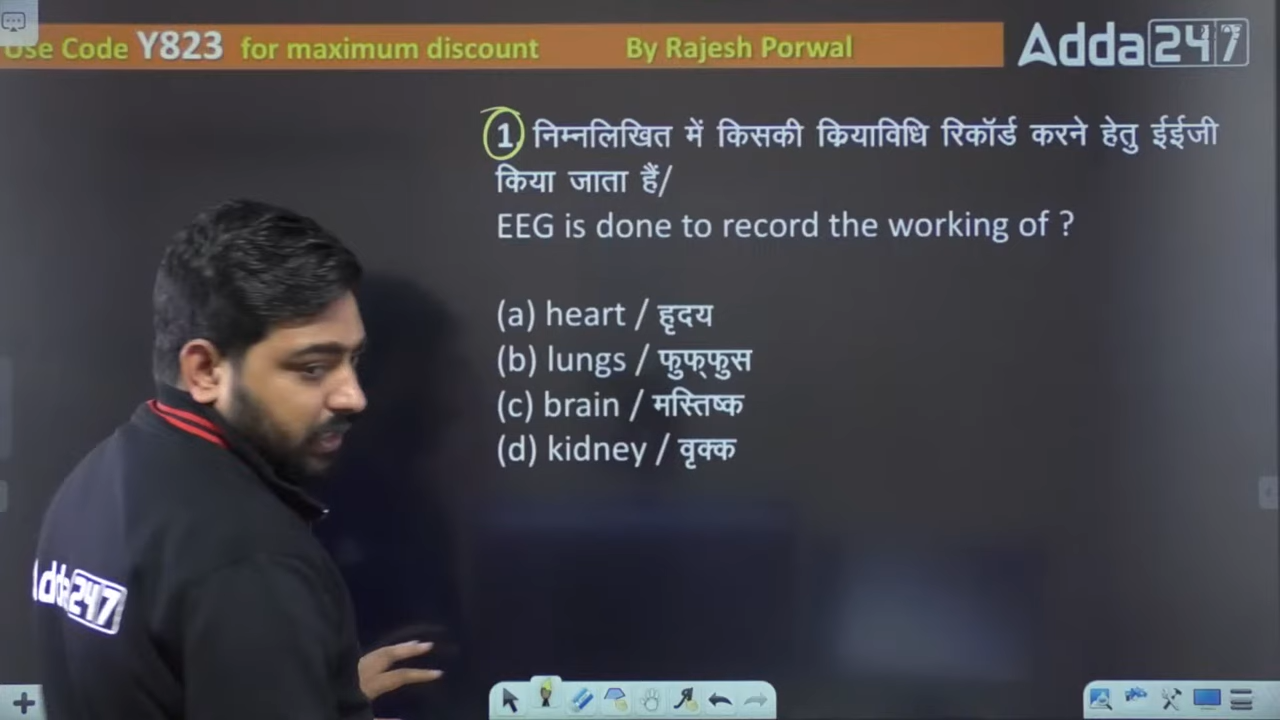 Use Code Y823 for maximum discount By Rajesh Porwal
Adda247
1. निम्नलिखित में किसकी क्रियाविधि रिकॉर्ड करने हेतु ईईजी
किया जाता हैं/
EEG is done to record the working of ?
(a) heart / हृदय
(b) lungs / फुफ्फुस
(c) brain / मस्तिष्क
(d) kidney / वृक्क
Adda247